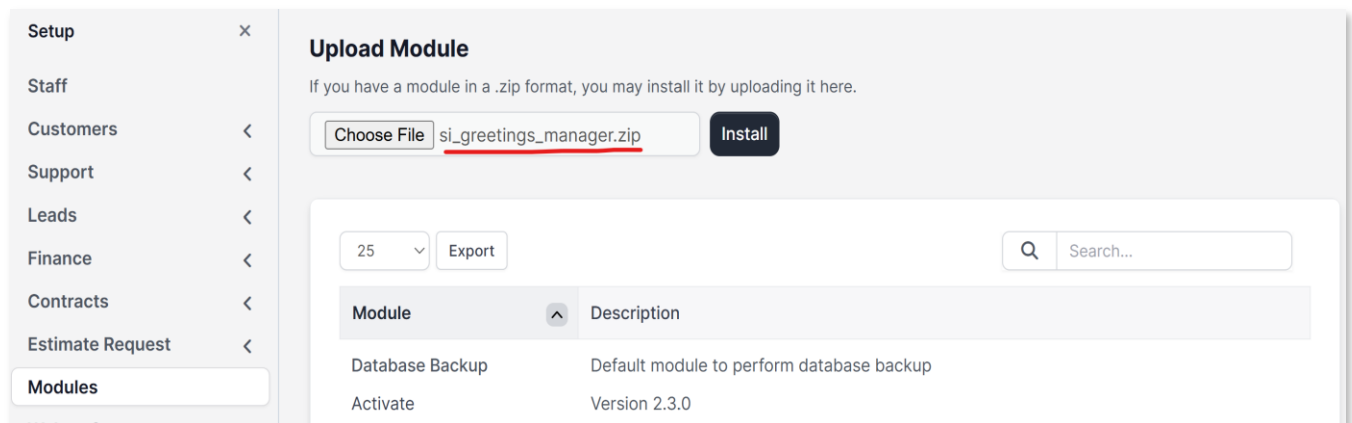 Setup
Staff
Customers
Support
Leads
Finance
Contracts
Estimate Request
Modules
Upload Module
If you have a module in a .zip format, you may install it by uploading it here.
Choose File si_greetings_manager.zip Install
25 Export Search...
Module Description
Database Backup Default module to perform database backup
Activate Version 2.3.0